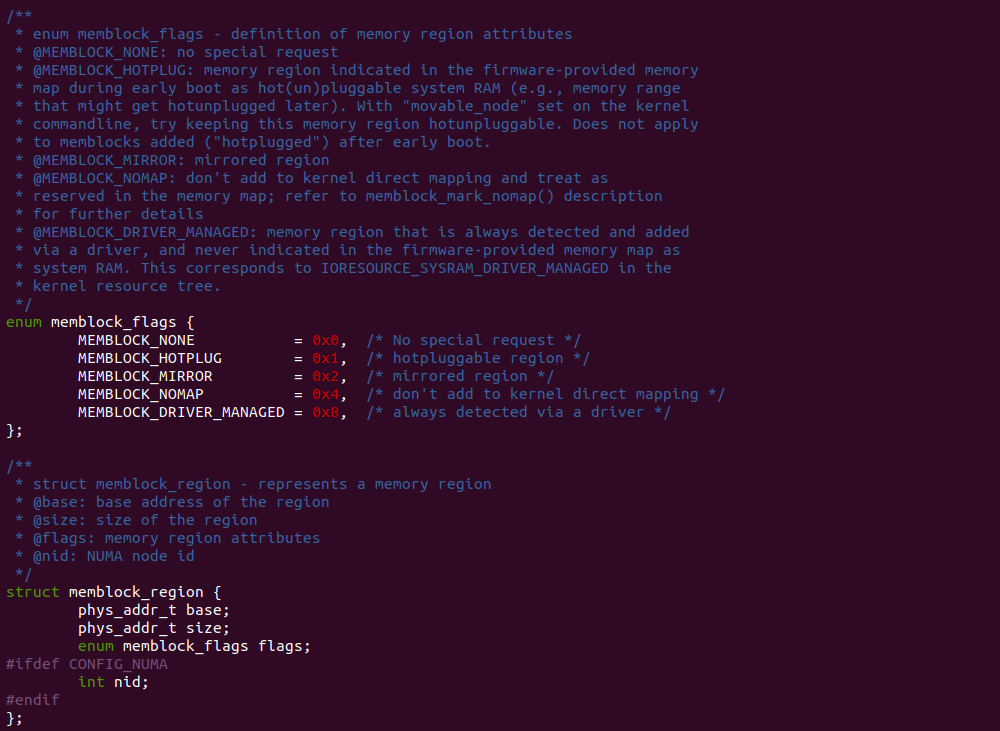 /**
 * enum memblock_flags - definition of memory region attributes
 * @MEMBLOCK_NONE: no special request
 * @MEMBLOCK_HOTPLUG: memory region indicated in the firmware-provided memory
 * map during early boot as hot(un)pluggable system RAM (e.g., memory range
 * that might get hotunplugged later). With "movable_node" set on the kernel
 * commandline, try keeping this memory region hotunpluggable. Does not apply
 * to memblocks added ("hotplugged") after early boot.
 * @MEMBLOCK_MIRROR: mirrored region
 * @MEMBLOCK_NOMAP: don't add to kernel direct mapping and treat as
 * reserved in the memory map; refer to memblock_mark_nomap() description
 * for further details
 * @MEMBLOCK_DRIVER_MANAGED: memory region that is always detected and added
 * via a driver, and never indicated in the firmware-provided memory map as
 * system RAM. This corresponds to IORESOURCE_SYSRAM_DRIVER_MANAGED in the
 * kernel resource tree.
 */
enum memblock_flags {
        MEMBLOCK_NONE           = 0x0,  /* No special request */
        MEMBLOCK_HOTPLUG        = 0x1,  /* hotpluggable region */
        MEMBLOCK_MIRROR         = 0x2,  /* mirrored region */
        MEMBLOCK_NOMAP          = 0x4,  /* don't add to kernel direct mapping */
        MEMBLOCK_DRIVER_MANAGED = 0x8,  /* always detected via a driver */
};

/**
 * struct memblock_region - represents a memory region
 * @base: base address of the region
 * @size: size of the region
 * @flags: memory region attributes
 * @nid: NUMA node id
 */
struct memblock_region {
        phys_addr_t base;
        phys_addr_t size;
        enum memblock_flags flags;
#ifdef CONFIG_NUMA
        int nid;
#endif
};